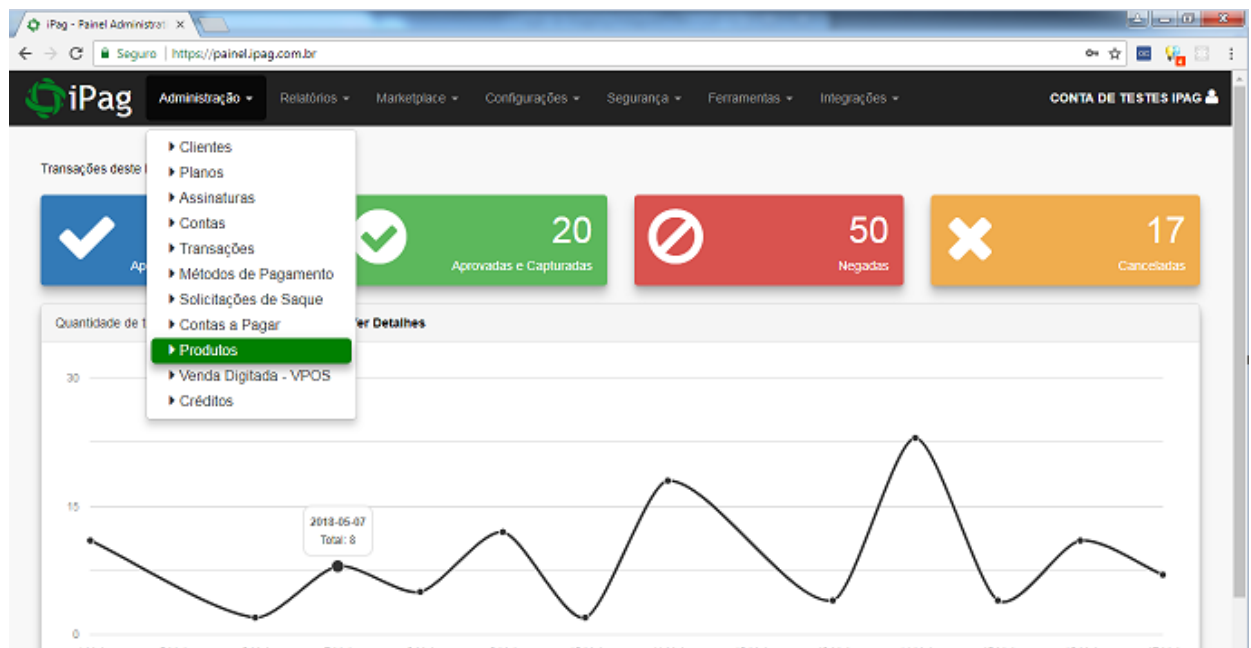 iPag - Painel Administrat
Seguro | https://painel.ipag.com.br
iPag Administração Relatórios Marketplace Configurações Segurança Ferramentas Integrações CONTA DE TESTES IPAG
Clientes
Planos
Assinaturas
Contas
Transações
Métodos de Pagamento
Solicitações de Saque
Contas a Pagar
Produtos
Venda Digitada - VPOS
Créditos
Transações deste
Ap
20
Aprovadas e Capturadas
50
Negadas
17
Canceladas
Quantidade de t
er Detalhes
30
15
0
2018-05-07
Total: 8